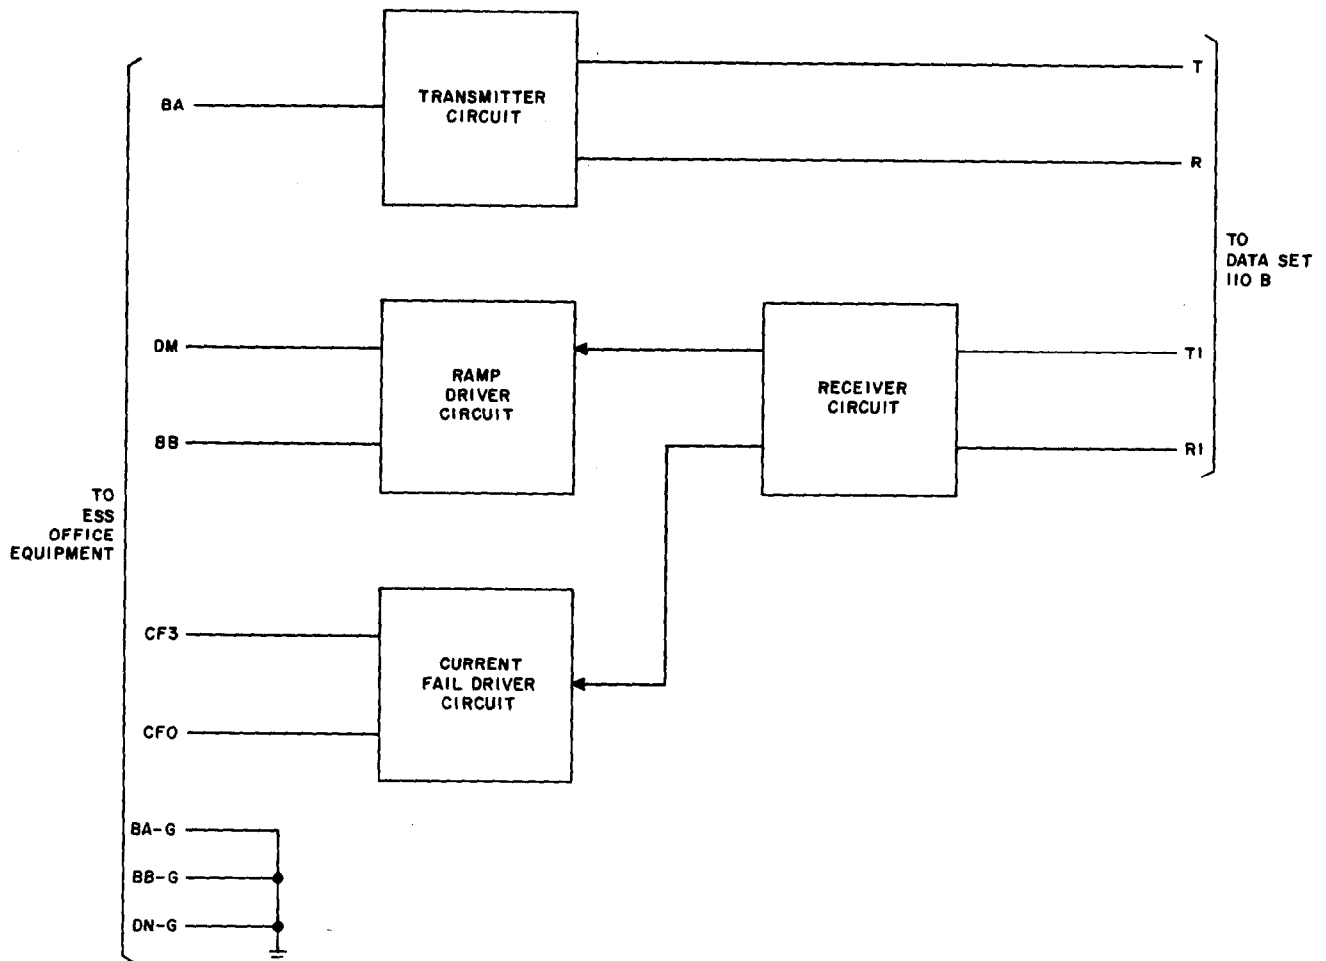 TRANSMITTER
CIRCUIT
BA
T
R
TO
DATA SET
110 B
DM
BB
RAMP
DRIVER
CIRCUIT
RECEIVER
CIRCUIT
T1
R1
TO
ESS
OFFICE
EQUIPMENT
CF3
CF0
CURRENT
FAIL DRIVER
CIRCUIT
BA-G
BB-G
DN-G